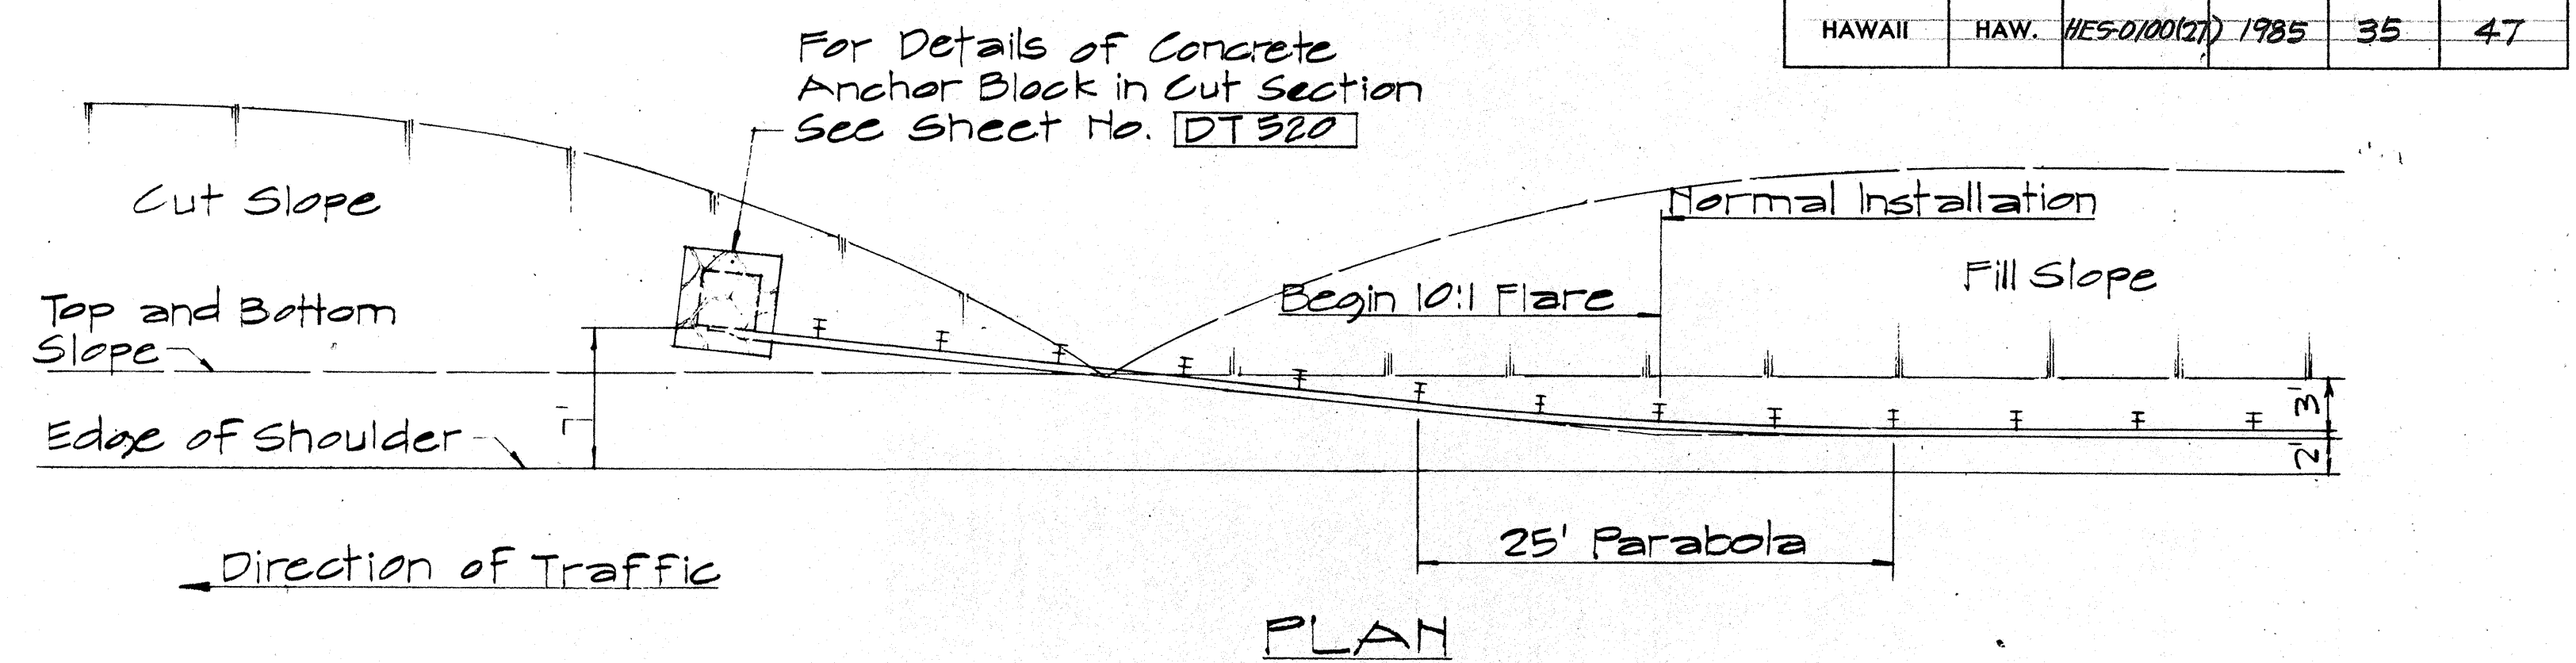 HAWAII HAW. HES-0100(27) 1985 35 47
For Details of Concrete
Anchor Block in Cut Section
See Sheet No. DT 520
Cut Slope
Normal Installation
Fill Slope
Begin 10:1 Flare
Top and Bottom
Slope
Edge of Shoulder
3'
2'
25' Parabola
Direction of Traffic
PLAN